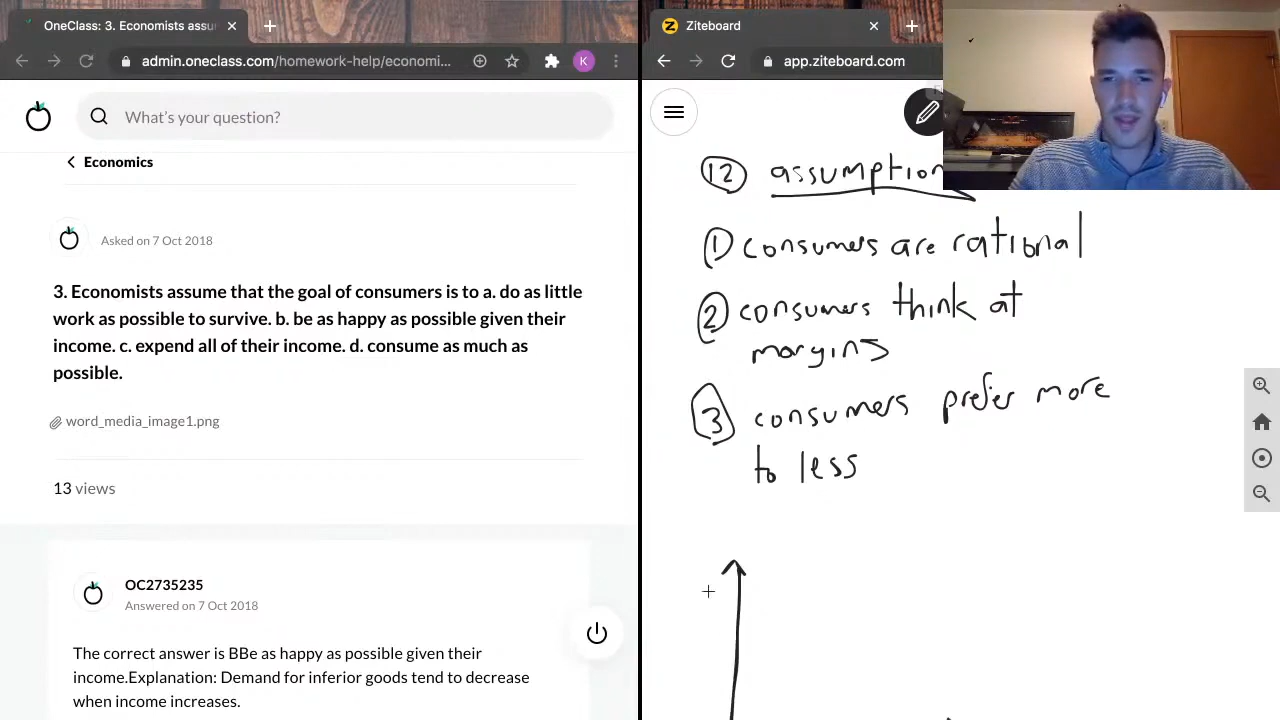 OneClass: 3. Economists assu
admin.oneclass.com/homework-help/economi...
K
What's your question?
Economics
Asked on 7 Oct 2018
3. Economists assume that the goal of consumers is to a. do as little
work as possible to survive. b. be as happy as possible given their
income. c. expend all of their income. d. consume as much as
possible.
word_media_image1.png
13 views
OC2735235
Answered on 7 Oct 2018
The correct answer is BBe as happy as possible given their
income.Explanation: Demand for inferior goods tend to decrease
when income increases.
Ziteboard
app.ziteboard.com
12 assumption
1 consumers are rational
2 consumers think at
margins
3 consumers prefer more
to less